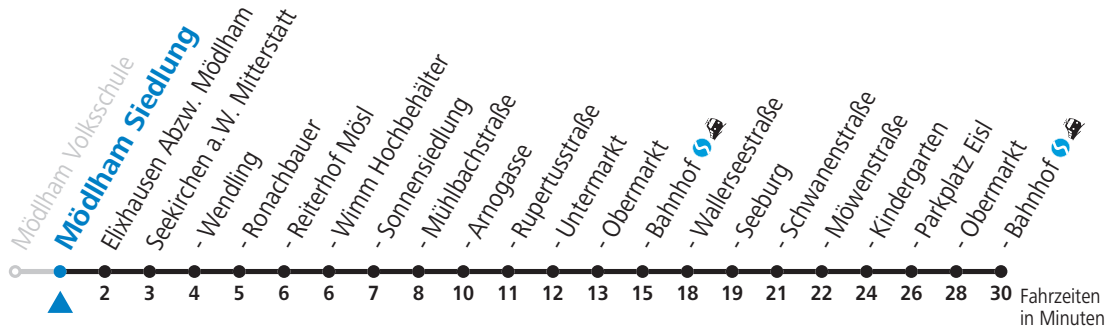 Mödlham Volksschule
Mödlham Siedlung
Elixhausen Abzw. Mödlham
Seekirchen a. W. Mitterstatt
- Wendling
- Ronachbauer
- Reiterhof Mösl
- Wimm Hochbehälter
- Sonnensiedlung
- Mühlbachstraße
- Arnogasse
- Rupertusstraße
- Untermarkt
- Obermarkt
- Bahnhof
- Wallerseestraße
- Seeburg
- Schwanenstraße
- Möwenstraße
- Kindergarten
- Parkplatz Eisl
- Obermarkt
- Bahnhof
2 3 4 5 6 6 7 8 10 11 12 13 15 18 19 21 22 24 26 28 30 Fahrzeiten
in Minuten